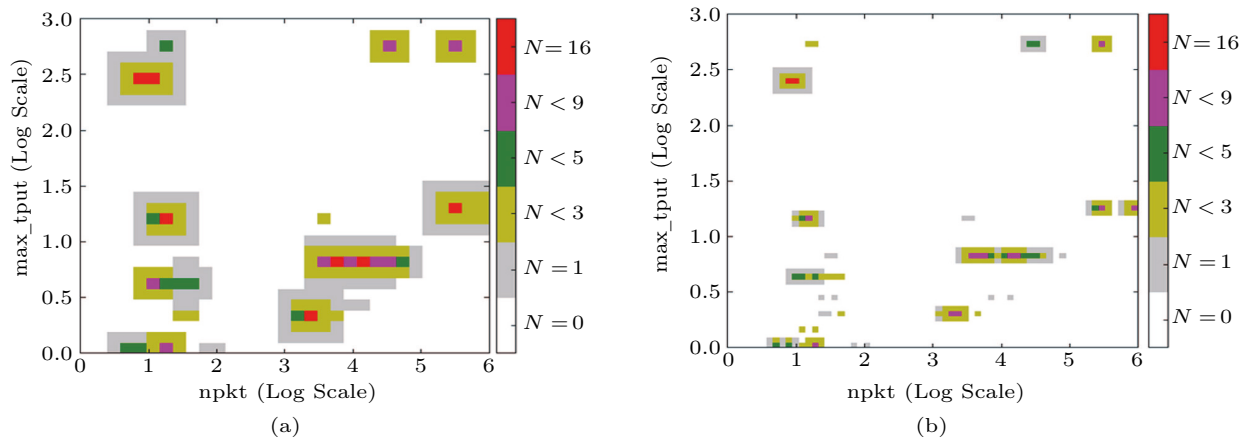 3.0
2.5
2.0
1.5
1.0
0.5
0.0
max_tput (Log Scale)
0 1 2 3 4 5 6
npkt (Log Scale)
N = 16
N < 9
N < 5
N < 3
N = 1
N = 0
(a)
3.0
2.5
2.0
1.5
1.0
0.5
0.0
max_tput (Log Scale)
0 1 2 3 4 5 6
npkt (Log Scale)
N = 16
N < 9
N < 5
N < 3
N = 1
N = 0
(b)